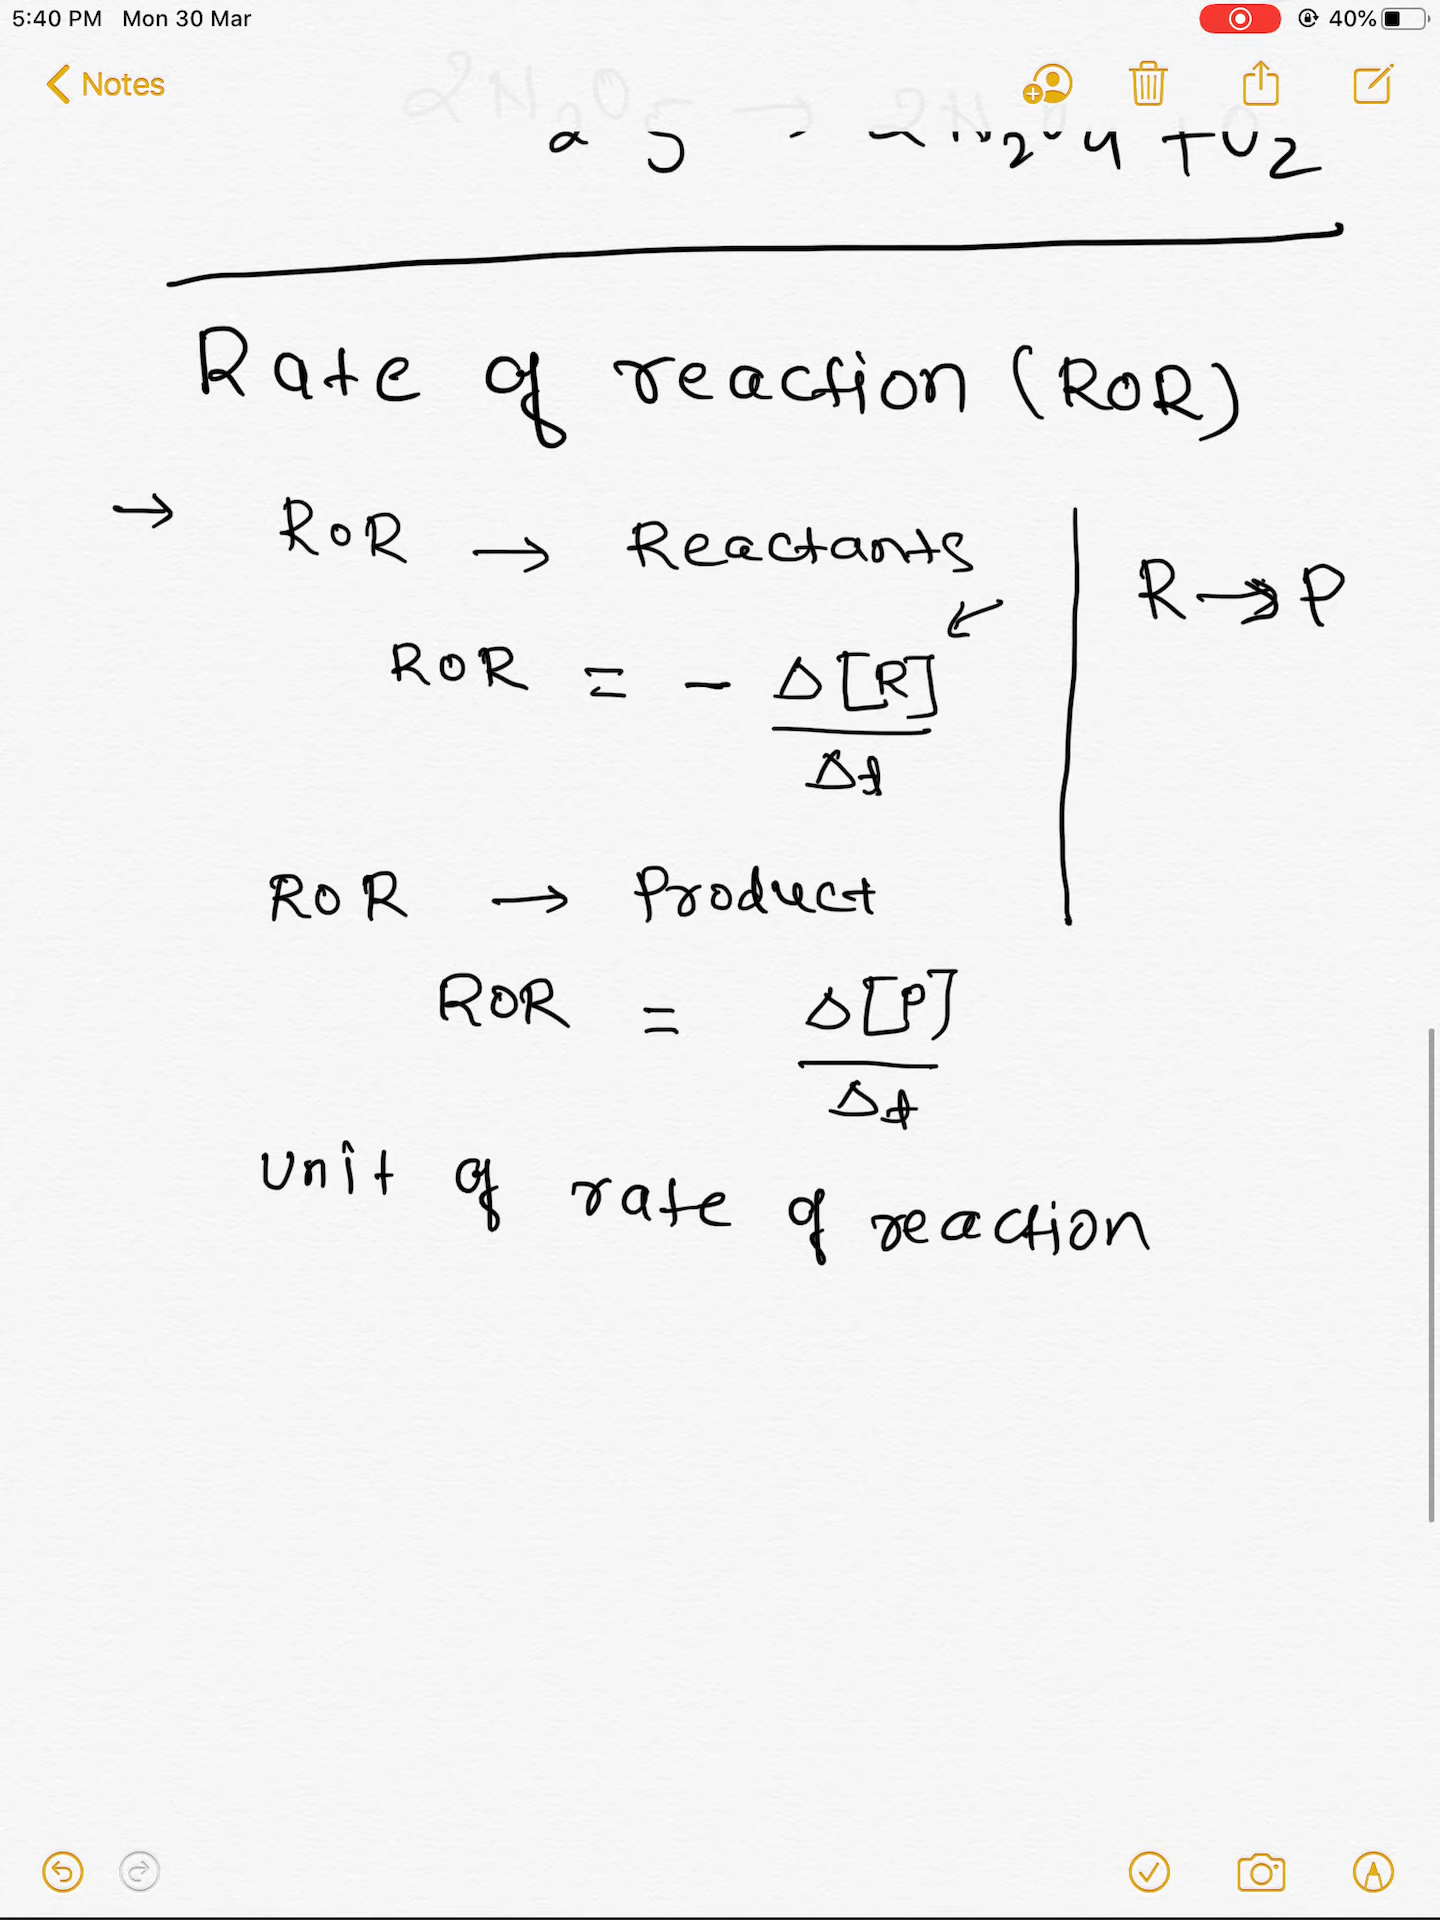 5:40 PM Mon 30 Mar 40%
Notes
Rate of reaction (ROR)
→ ROR → Reactants
R → P
ROR = - Δ[R]
Δt
ROR → Product
ROR = Δ[P]
Δt
Unit of rate of reaction